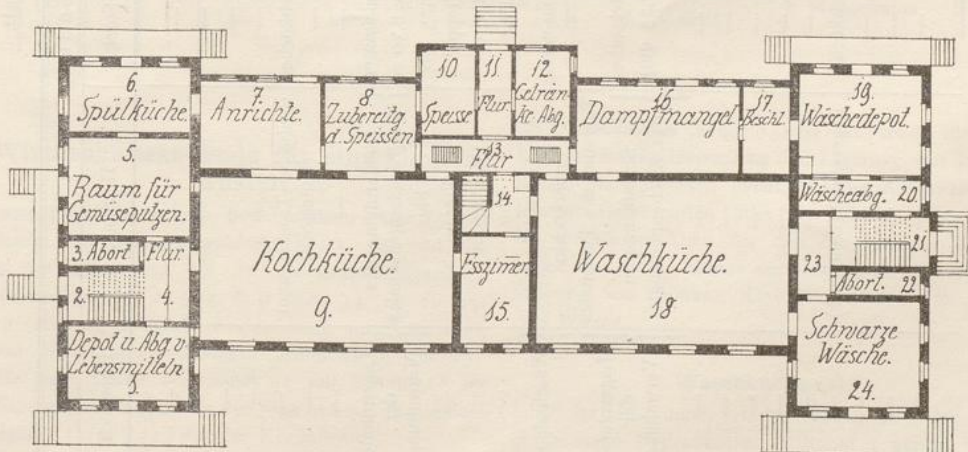 6.
Spülküche.
5.
Raum für
Gemüseputzen.
3. Abort
Flur.
2.
4.
Depot u. Abg v
Lebensmitteln
7.
Anrichte.
8.
Zubereitg
d. Speissen
10.
Speisse
11.
Flur.
12.
Geträn-
ke Abg.
13.
Flur
14.
Kochküche.
9.
Esszimer.
15.
Waschküche.
18
16
Dampfmangel
17.
Beschl.
19.
Wäschedepot.
Wäscheabg. 20.
21.
23
Abort. 22.
Schwarze
Wäsche.
24.